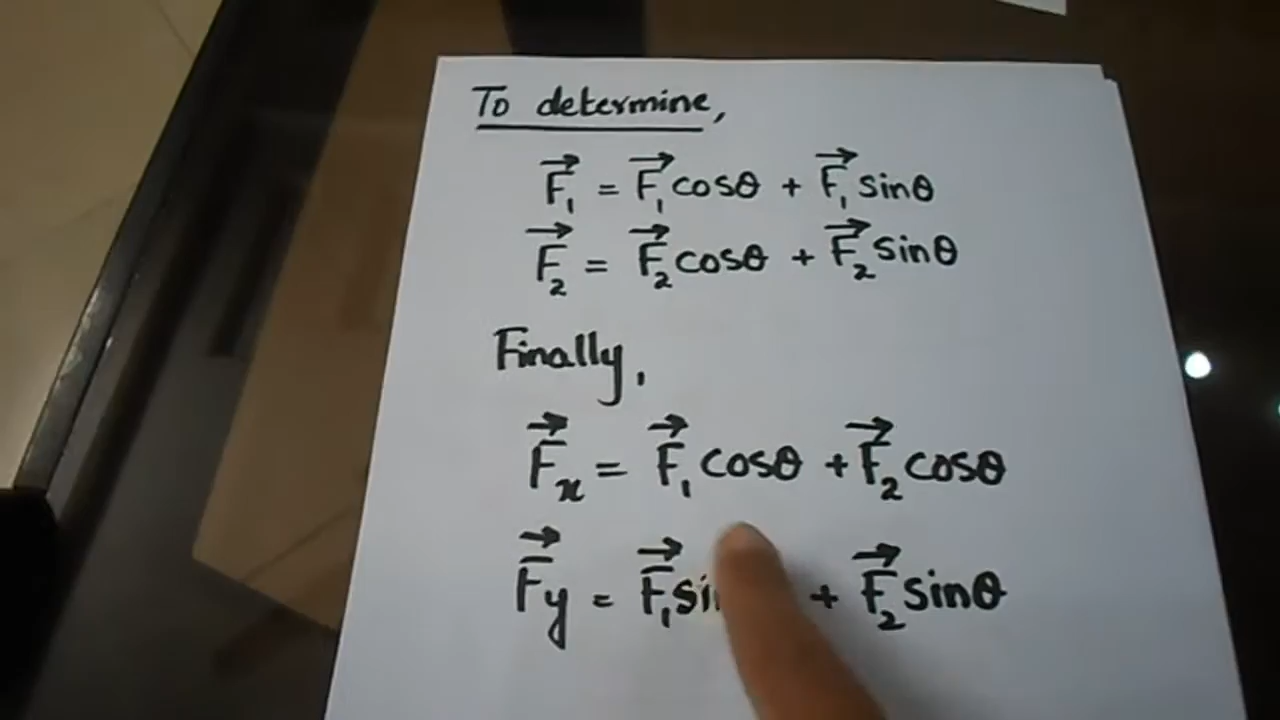 To determine,
F⃗₁ = F⃗₁cosθ + F⃗₁sinθ
F⃗₂ = F⃗₂cosθ + F⃗₂sinθ
Finally,
F⃗ₓ = F⃗₁cosθ + F⃗₂cosθ
F⃗y = F⃗₁ + F⃗₂sinθ